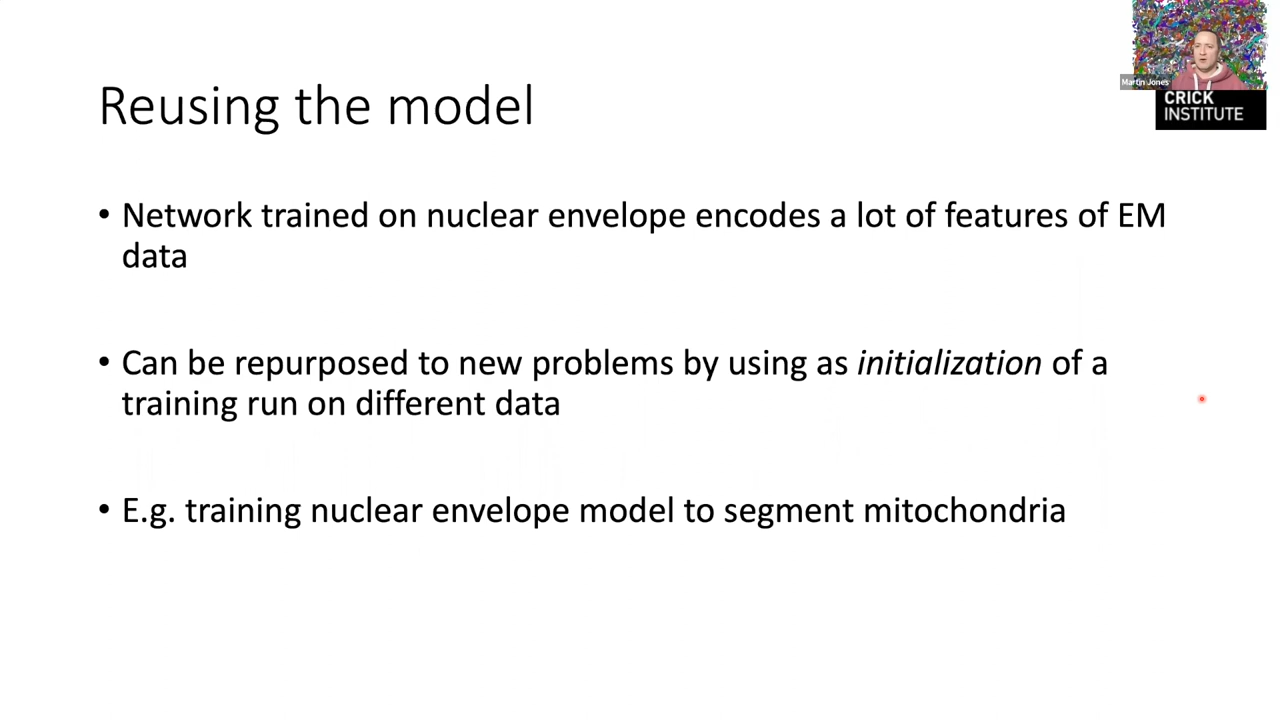 Martin Jones
CRICK
INSTITUTE
Reusing the model
• Network trained on nuclear envelope encodes a lot of features of EM
data
• Can be repurposed to new problems by using as initialization of a
training run on different data
• E.g. training nuclear envelope model to segment mitochondria